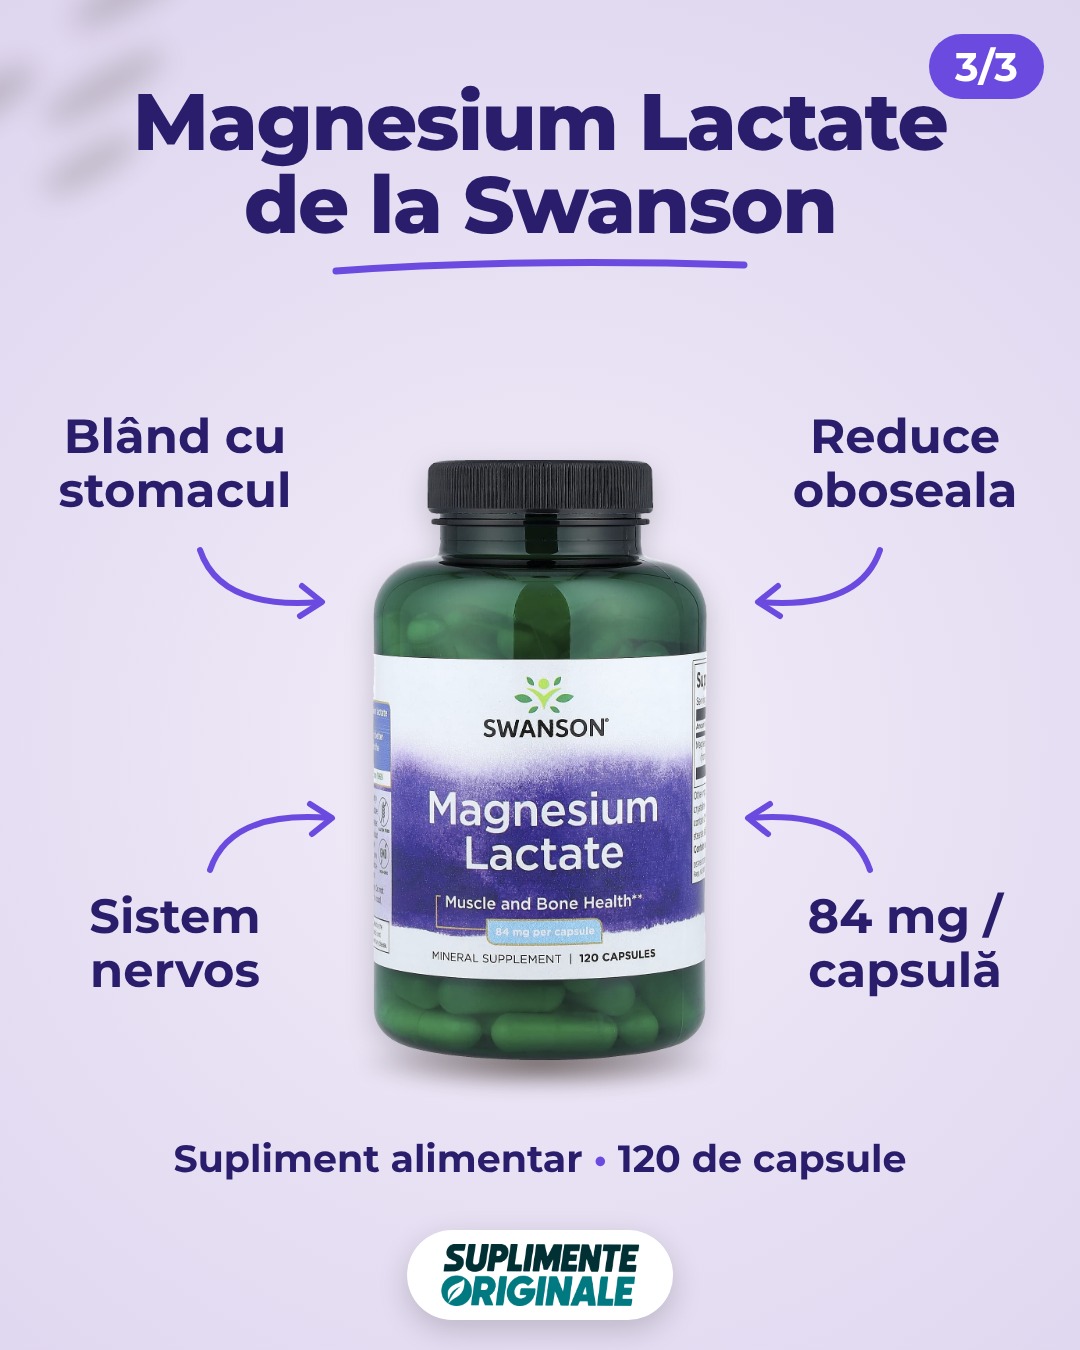 3/3
Magnesium Lactate
de la Swanson
Blând cu
stomacul
Reduce
oboseala
SWANSON®
Magnesium
Lactate
Muscle and Bone Health**
84 mg per capsule
MINERAL SUPPLEMENT | 120 CAPSULES
Sistem
nervos
84 mg /
capsulă
Supliment alimentar • 120 de capsule
SUPLIMENTE
ORIGINALE